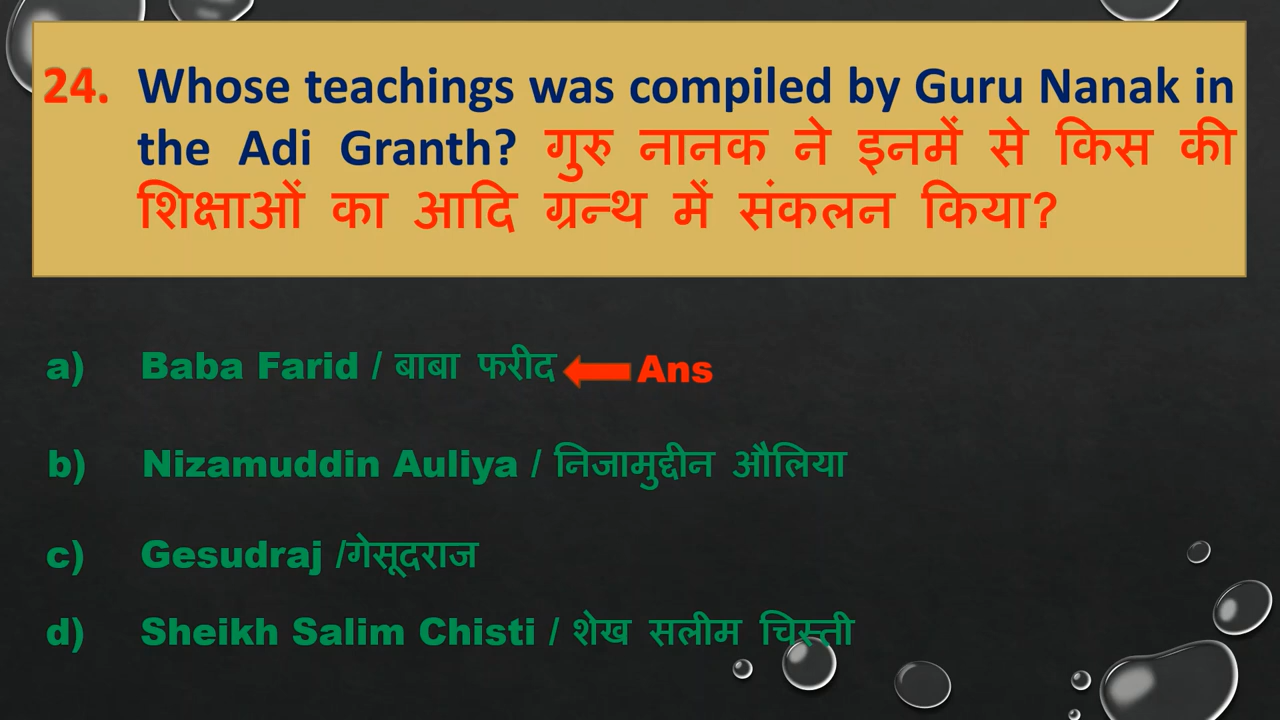 24. Whose teachings was compiled by Guru Nanak in
the Adi Granth? गुरु नानक ने इनमें से किस की
शिक्षाओं का आदि ग्रन्थ में संकलन किया?
a) Baba Farid / बाबा फरीद Ans
b) Nizamuddin Auliya / निजामुद्दीन औलिया
c) Gesudraj /गेसूदराज
d) Sheikh Salim Chisti / शेख सलीम चिस्ती